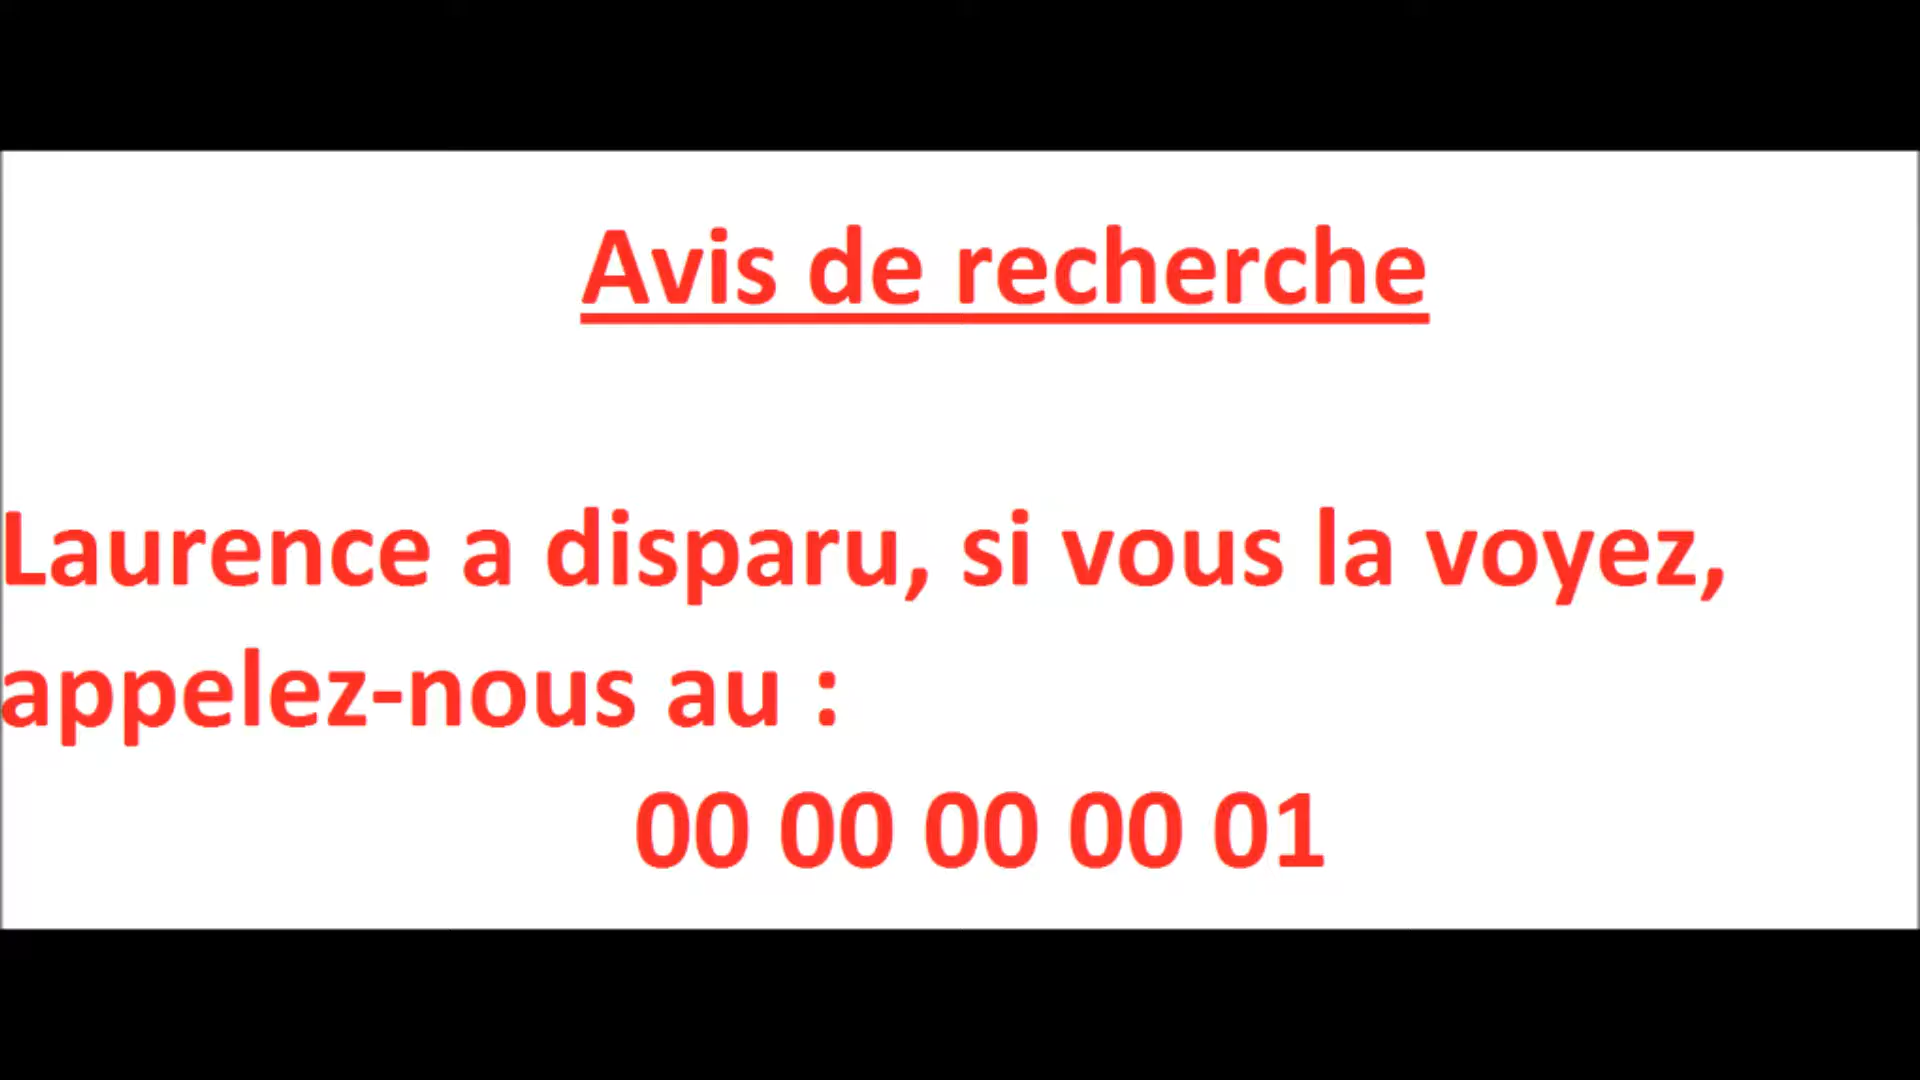 Avis de recherche
Laurence a disparu, si vous la voyez,
appelez-nous au :
00 00 00 00 01